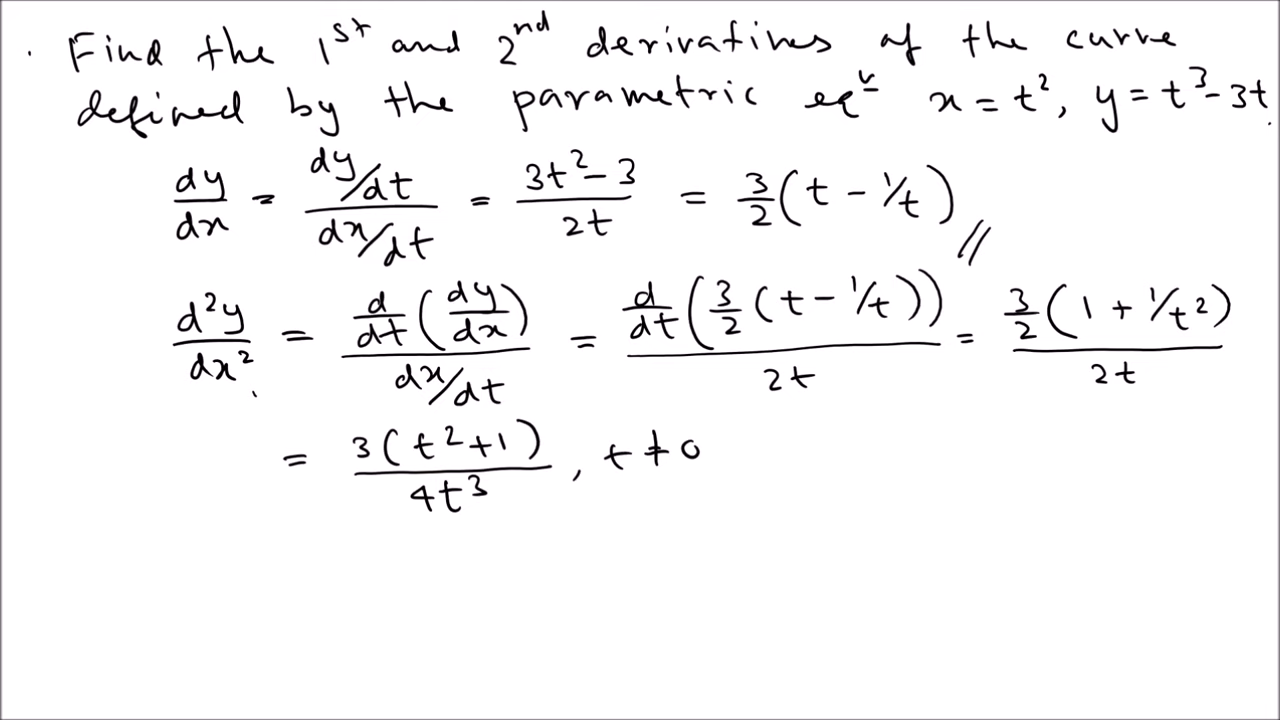 Find the 1st and 2nd derivatives of the curve
defined by the parametric eqn x = t², y = t³ - 3t.
dy/dx = (dy/dt)/(dx/dt) = (3t² - 3)/(2t) = 3/2 (t - 1/t) //
d²y/dx² = (d/dt (dy/dx))/(dx/dt) = (d/dt (3/2 (t - 1/t)))/(2t) = (3/2 (1 + 1/t²))/(2t)
= 3(t² + 1)/(4t³), t ≠ 0